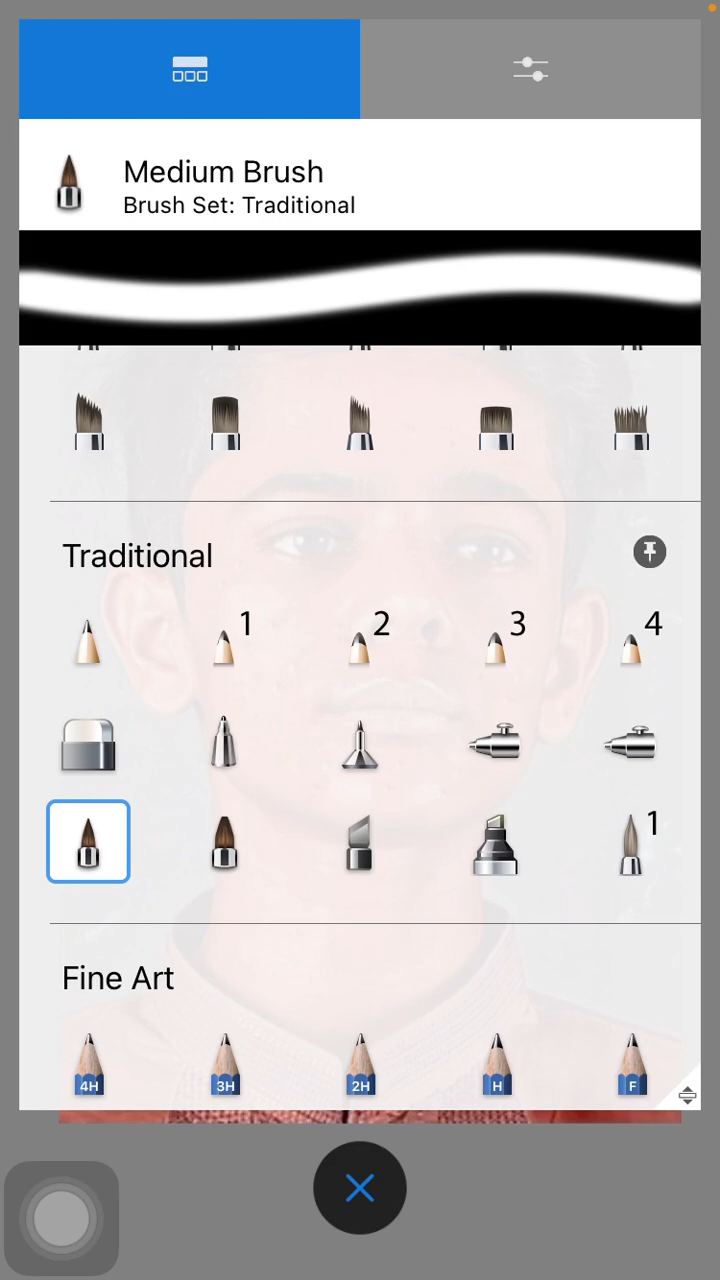 Medium Brush
Brush Set: Traditional
Traditional
1 2 3 4
1
Fine Art
4H 3H 2H H F